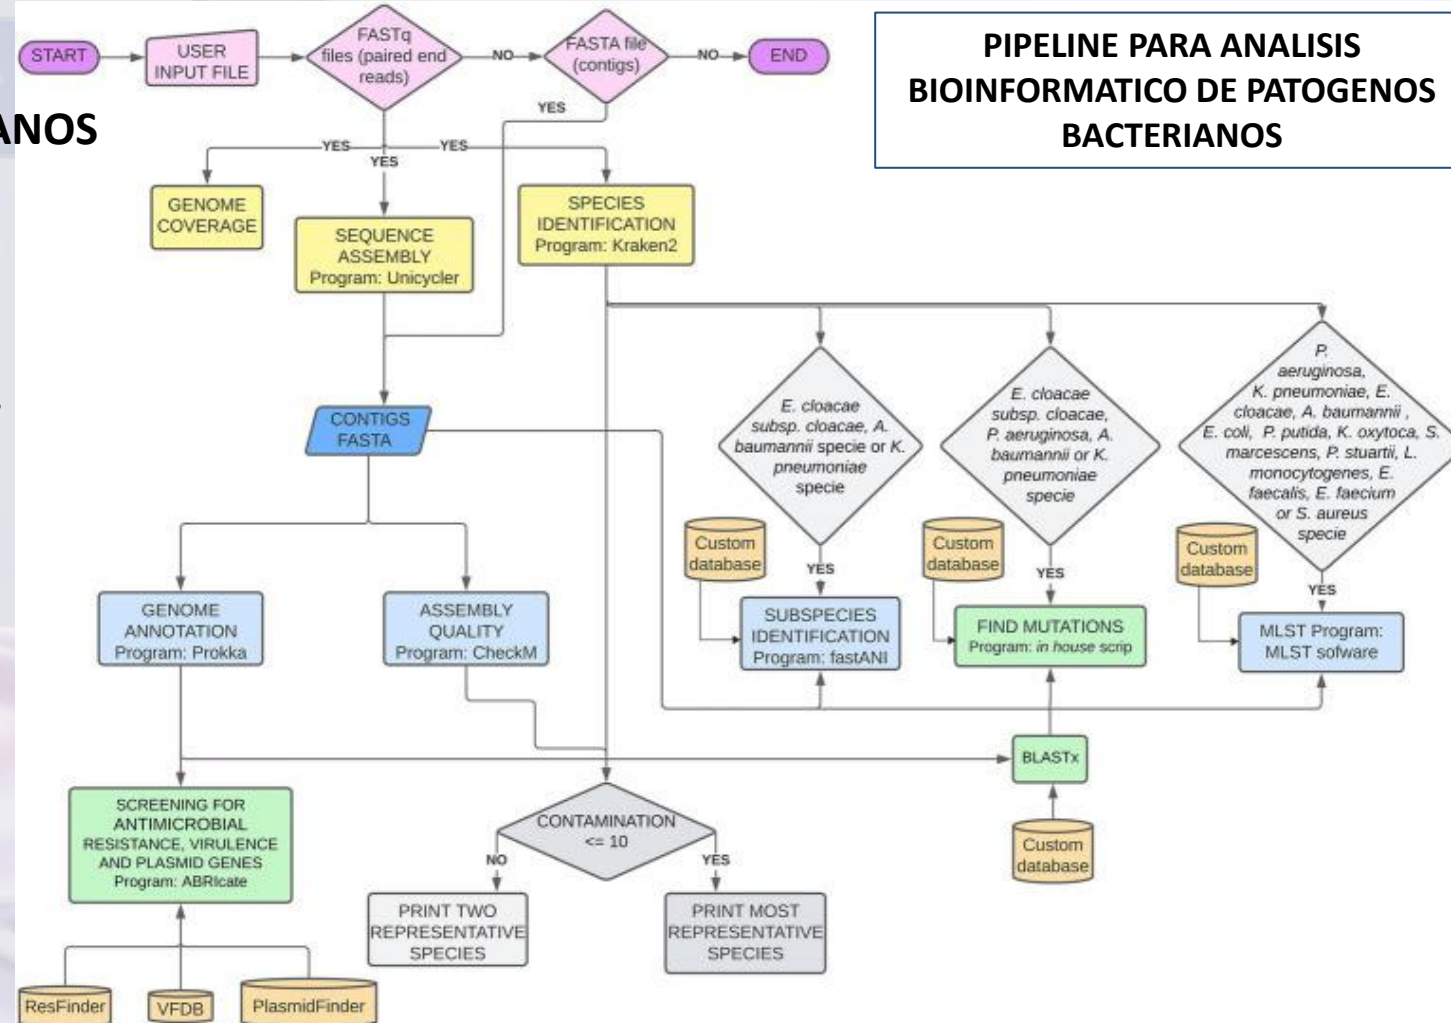 PIPELINE PARA ANALISIS
BIOINFORMATICO DE PATOGENOS
BACTERIANOS
ANOS
START
USER
INPUT FILE
FASTq
files (paired end
reads)
NO
FASTA file
(contigs)
NO
END
YES
YES
YES
YES
GENOME
COVERAGE
SEQUENCE
ASSEMBLY
Program: Unicycler
SPECIES
IDENTIFICATION
Program: Kraken2
CONTIGS
FASTA
E. cloacae
subsp. cloacae, A.
baumannii specie or K.
pneumoniae
specie
E. cloacae
subsp. cloacae,
P. aeruginosa, A.
baumannii or K.
pneumoniae
specie
P.
aeruginosa,
K. pneumoniae, E.
cloacae, A. baumannii ,
E. coli, P. putida, K. oxytoca, S.
marcescens, P. stuartii, L.
monocytogenes, E.
faecalis, E. faecium
or S. aureus
specie
Custom
database
YES
Custom
database
YES
Custom
database
YES
GENOME
ANNOTATION
Program: Prokka
ASSEMBLY
QUALITY
Program: CheckM
SUBSPECIES
IDENTIFICATION
Program: fastANI
FIND MUTATIONS
Program: in house scrip
MLST Program:
MLST sofware
BLASTx
Custom
database
SCREENING FOR
ANTIMICROBIAL
RESISTANCE, VIRULENCE
AND PLASMID GENES
Program: ABRIcate
CONTAMINATION
<= 10
NO
YES
PRINT TWO
REPRESENTATIVE
SPECIES
PRINT MOST
REPRESENTATIVE
SPECIES
ResFinder
VFDB
PlasmidFinder